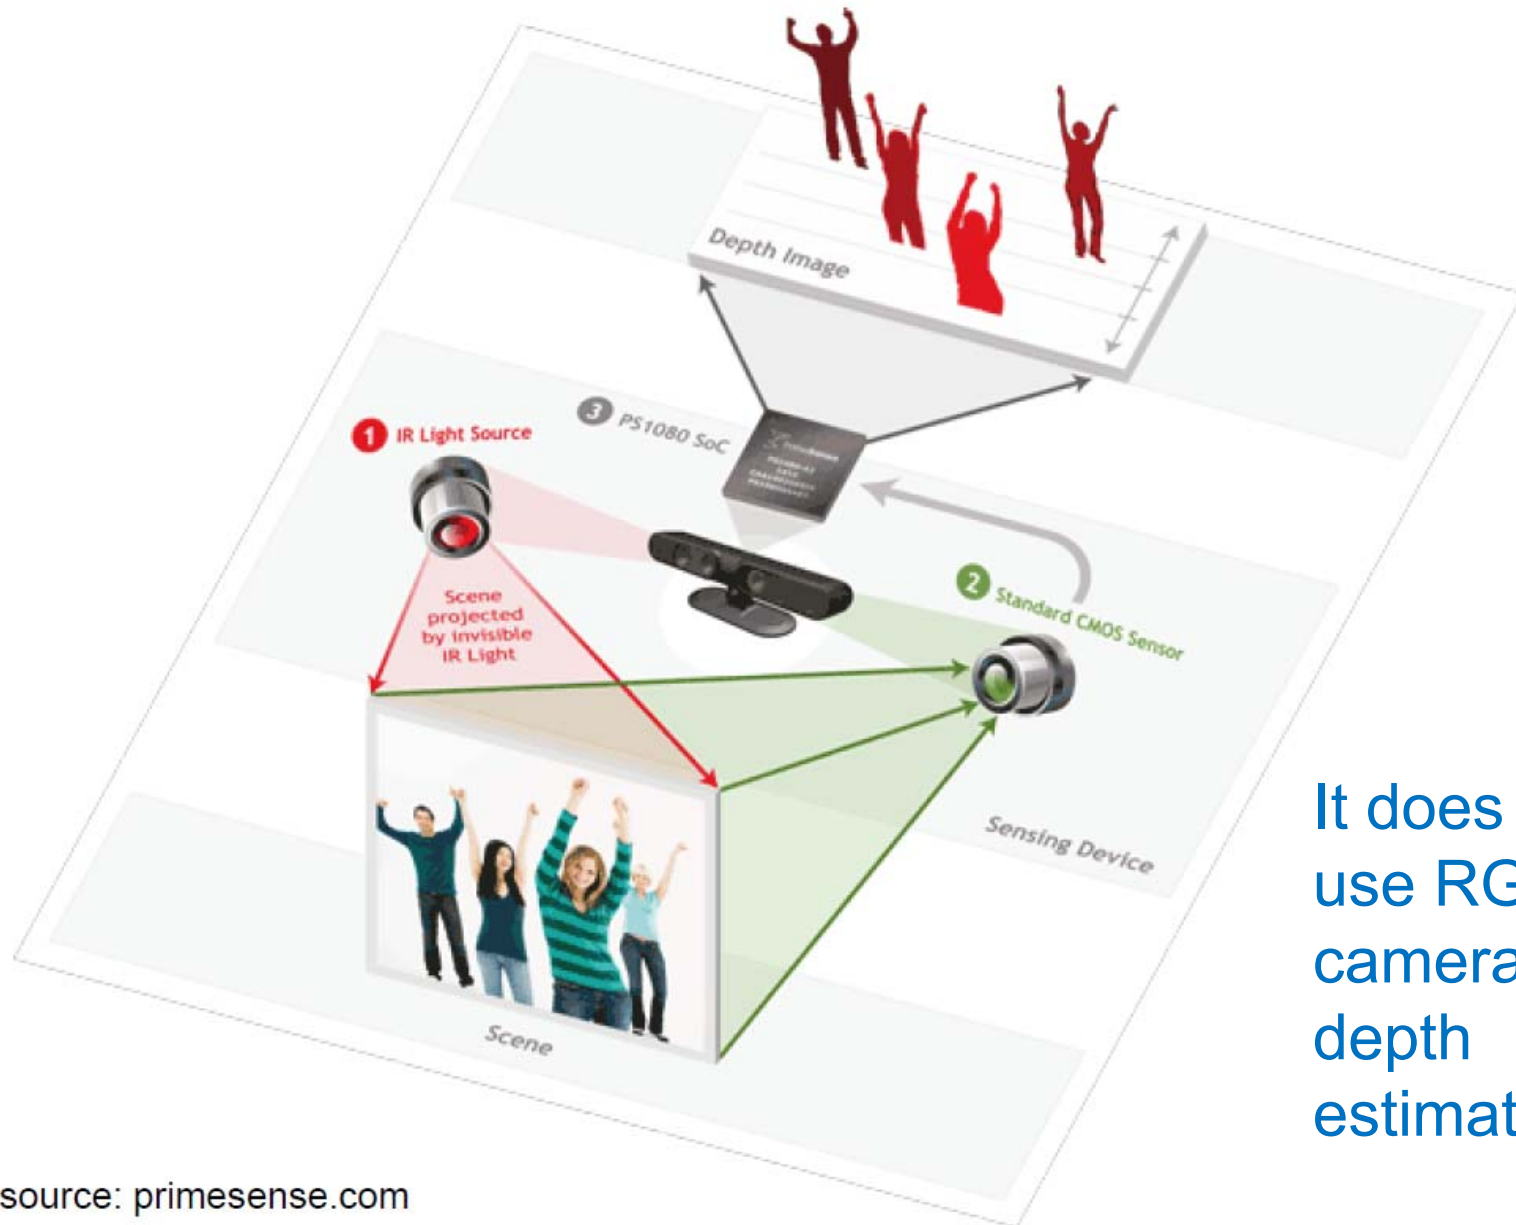 Depth Image
3 PS1080 SoC
1 IR Light Source
Scene
projected
by invisible
IR Light
2 Standard CMOS Sensor
Sensing Device
It does
use RG
camera
depth
estimat
Scene
source: primesense.com